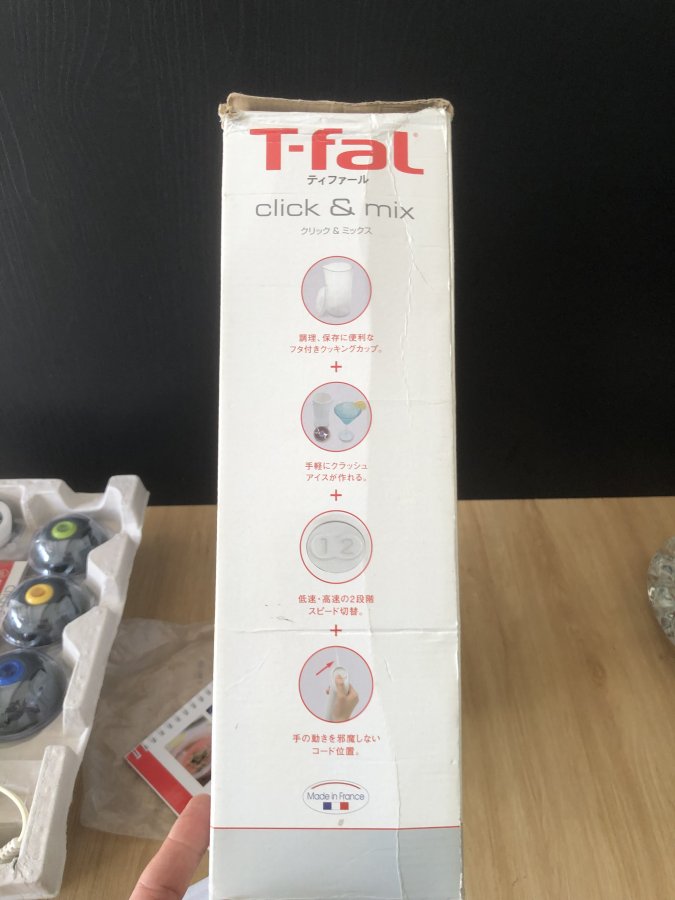 T-fal
ティファール
click & mix
クリック & ミックス
調理、保存に便利な
フタ付きクッキングカップ。
+
手軽にクラッシュ
アイスが作れる。
+
1 2
低速・高速の2段階
スピード切替。
+
手の動きを邪魔しない
コード位置。
Made in France